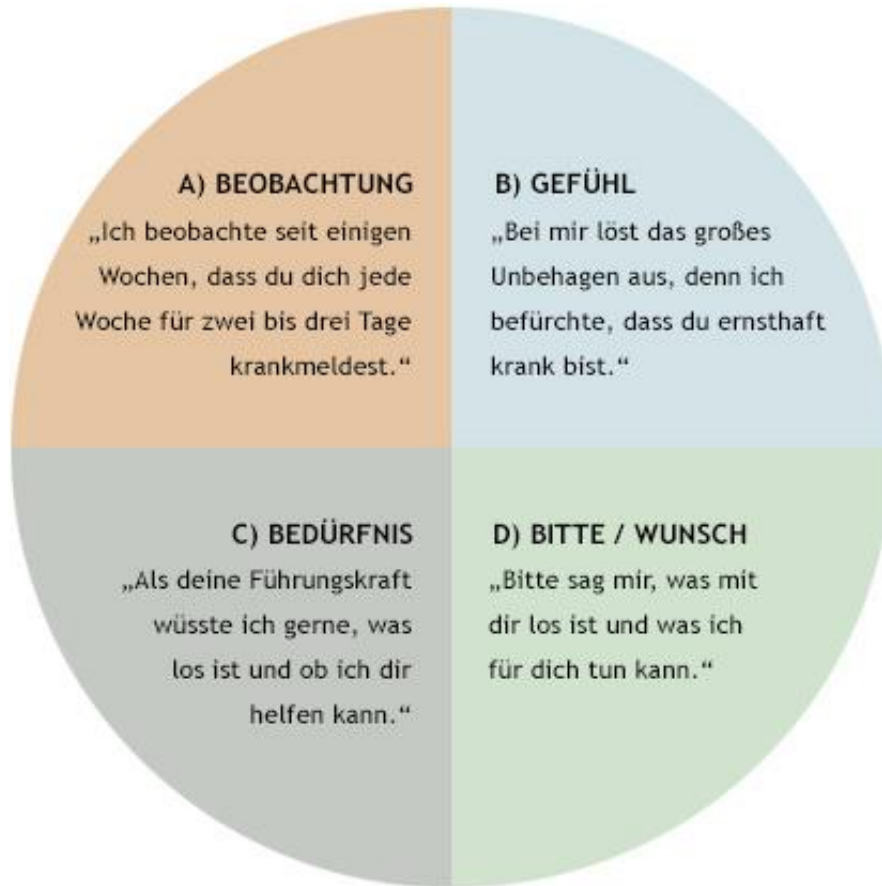 A) BEOBACHTUNG
„Ich beobachte seit einigen
Wochen, dass du dich jede
Woche für zwei bis drei Tage
krankmeldest.“
B) GEFÜHL
„Bei mir löst das großes
Unbehagen aus, denn ich
befürchte, dass du ernsthaft
krank bist.“
C) BEDÜRFNIS
„Als deine Führungskraft
wüsste ich gerne, was
los ist und ob ich dir
helfen kann.“
D) BITTE / WUNSCH
„Bitte sag mir, was mit
dir los ist und was ich
für dich tun kann.“